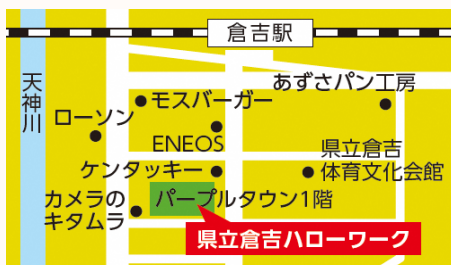 倉吉駅
天神川
あずさパン工房
モスバーガー
ローソン
ENEOS
県立倉吉
体育文化会館
ケンタッキー
カメラの
キタムラ
パープルタウン1階
県立倉吉ハローワーク